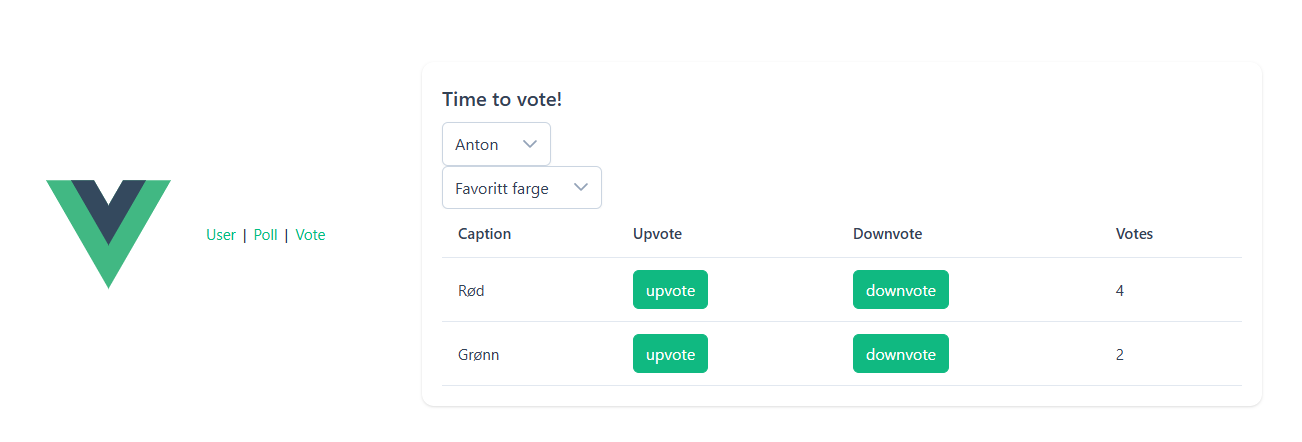 Time to vote!
Anton
Favoritt farge
User | Poll | Vote
Caption Upvote Downvote Votes
Rød upvote downvote 4
Grønn upvote downvote 2